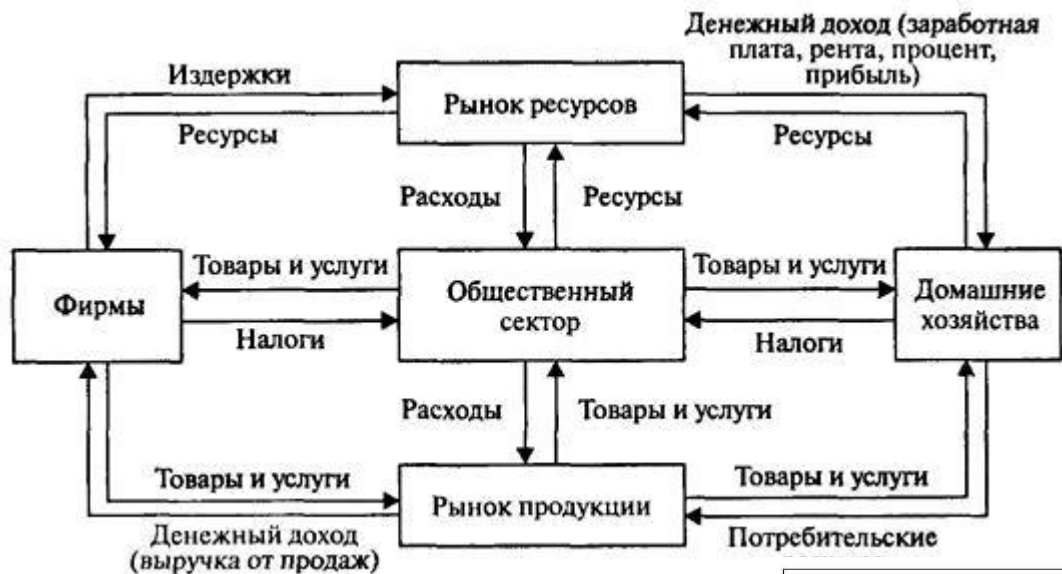 Денежный доход (заработная
плата, рента, процент,
прибыль)
Издержки
Рынок ресурсов
Ресурсы
Ресурсы
Расходы
Ресурсы
Товары и услуги
Товары и услуги
Фирмы
Общественный
сектор
Домашние
хозяйства
Налоги
Налоги
Расходы
Товары и услуги
Товары и услуги
Товары и услуги
Рынок продукции
Денежный доход
(выручка от продаж)
Потребительские